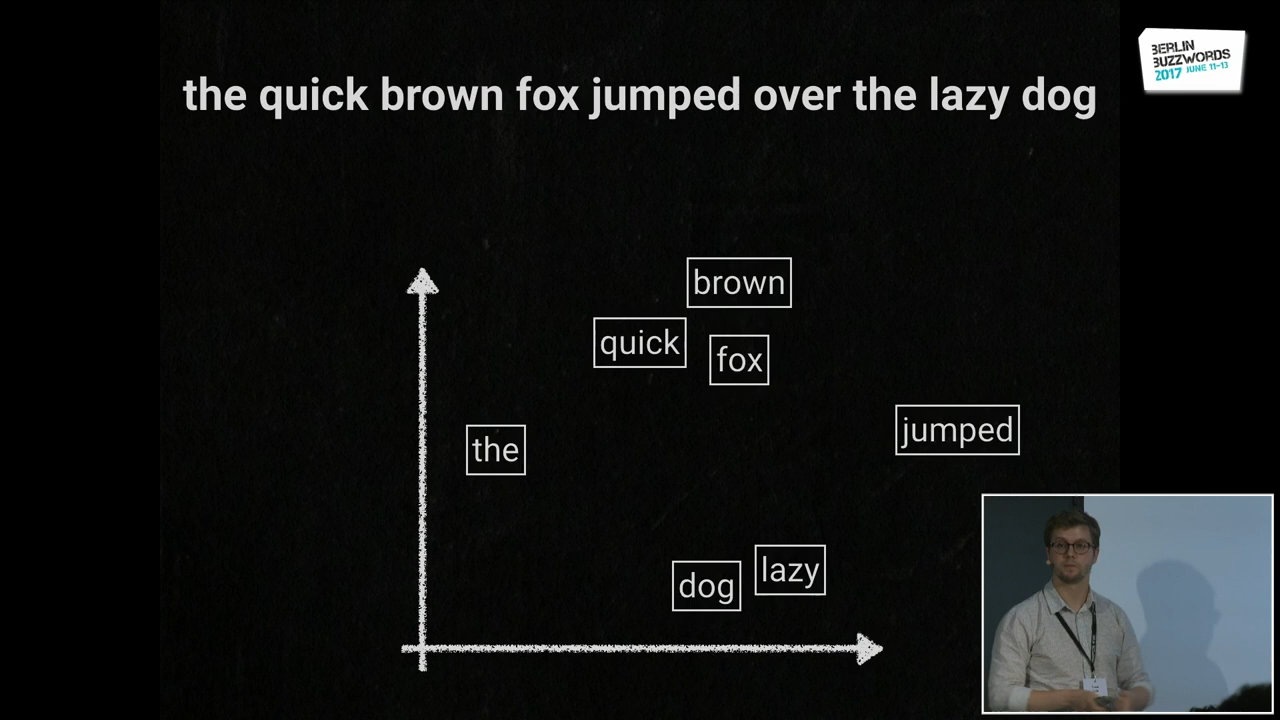 the quick brown fox jumped over the lazy dog
BERLIN
BUZZWORDS
2017 JUNE 11-13
brown
quick
fox
jumped
the
lazy
dog